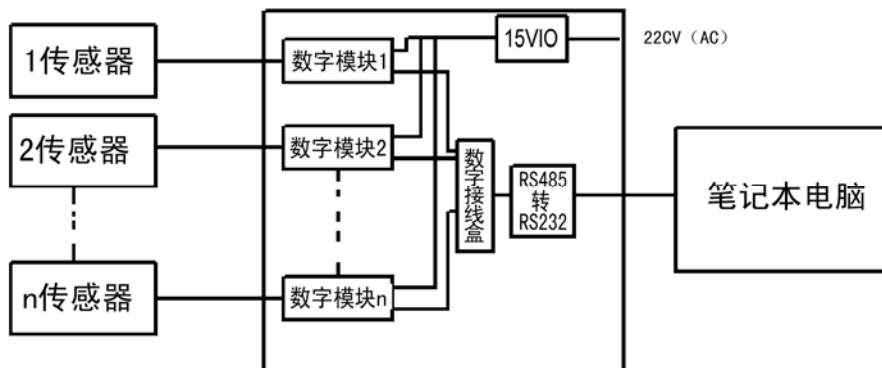 1传感器
数字模块1
15VIO
22CV（AC）
2传感器
数字模块2
数字接线盒
RS485
转
RS232
笔记本电脑
n传感器
数字模块n